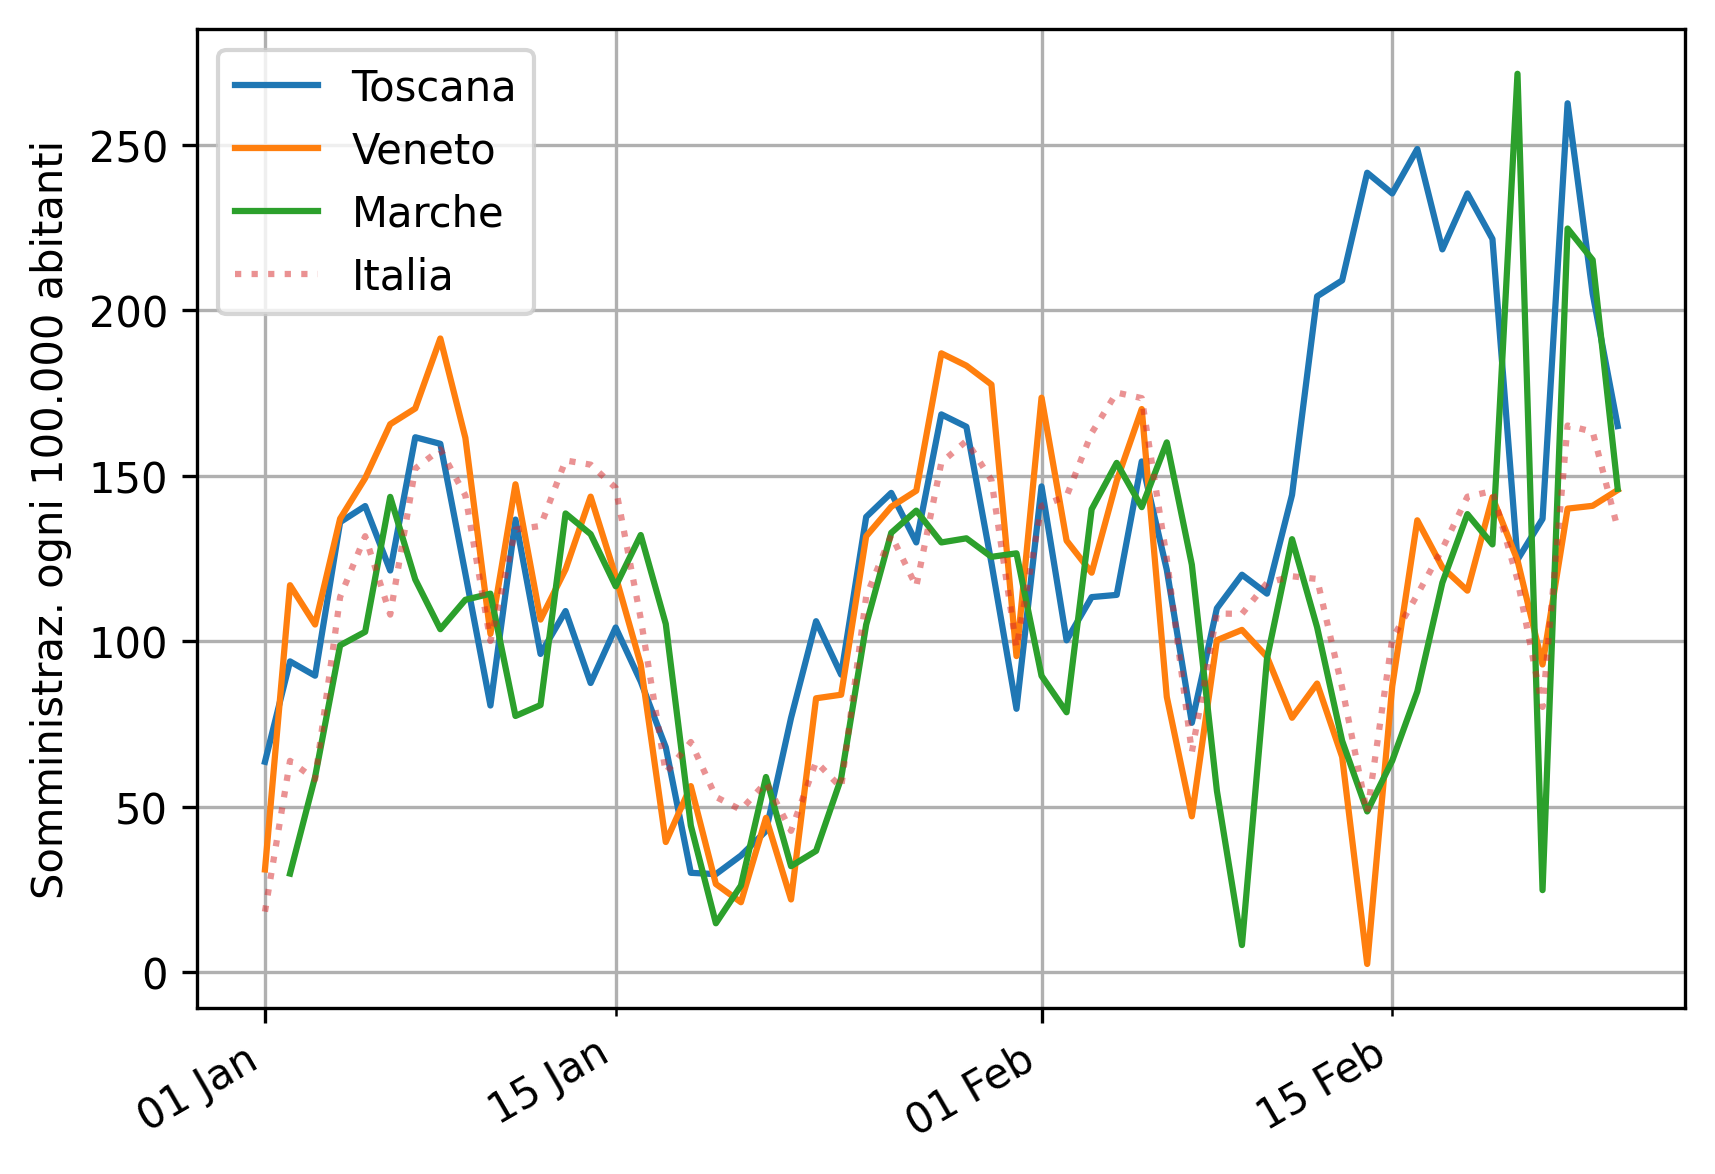 Toscana
Veneto
Marche
Italia
Somministraz. ogni 100.000 abitanti
250
200
150
100
50
0
01 Jan
15 Jan
01 Feb
15 Feb